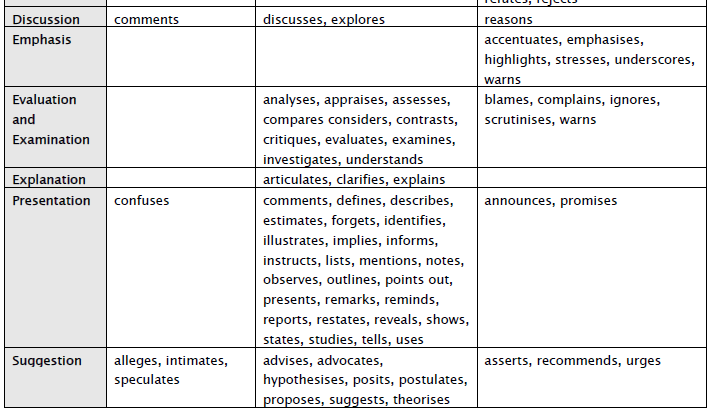 refutes, rejects
Discussion comments discusses, explores reasons
Emphasis accentuates, emphasises,
highlights, stresses, underscores,
warns
Evaluation analyses, appraises, assesses, blames, complains, ignores,
and compares considers, contrasts, scrutinises, warns
Examination critiques, evaluates, examines,
investigates, understands
Explanation articulates, clarifies, explains
Presentation confuses comments, defines, describes, announces, promises
estimates, forgets, identifies,
illustrates, implies, informs,
instructs, lists, mentions, notes,
observes, outlines, points out,
presents, remarks, reminds,
reports, restates, reveals, shows,
states, studies, tells, uses
Suggestion alleges, intimates, advises, advocates, asserts, recommends, urges
speculates hypothesises, posits, postulates,
proposes, suggests, theorises